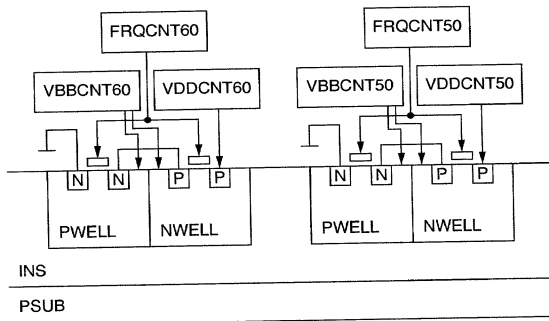 FRQCNT60
FRQCNT50
VBBCNT60 VDDCNT60
VBBCNT50 VDDCNT50
N N P P
N N P P
PWELL NWELL
PWELL NWELL
INS
PSUB